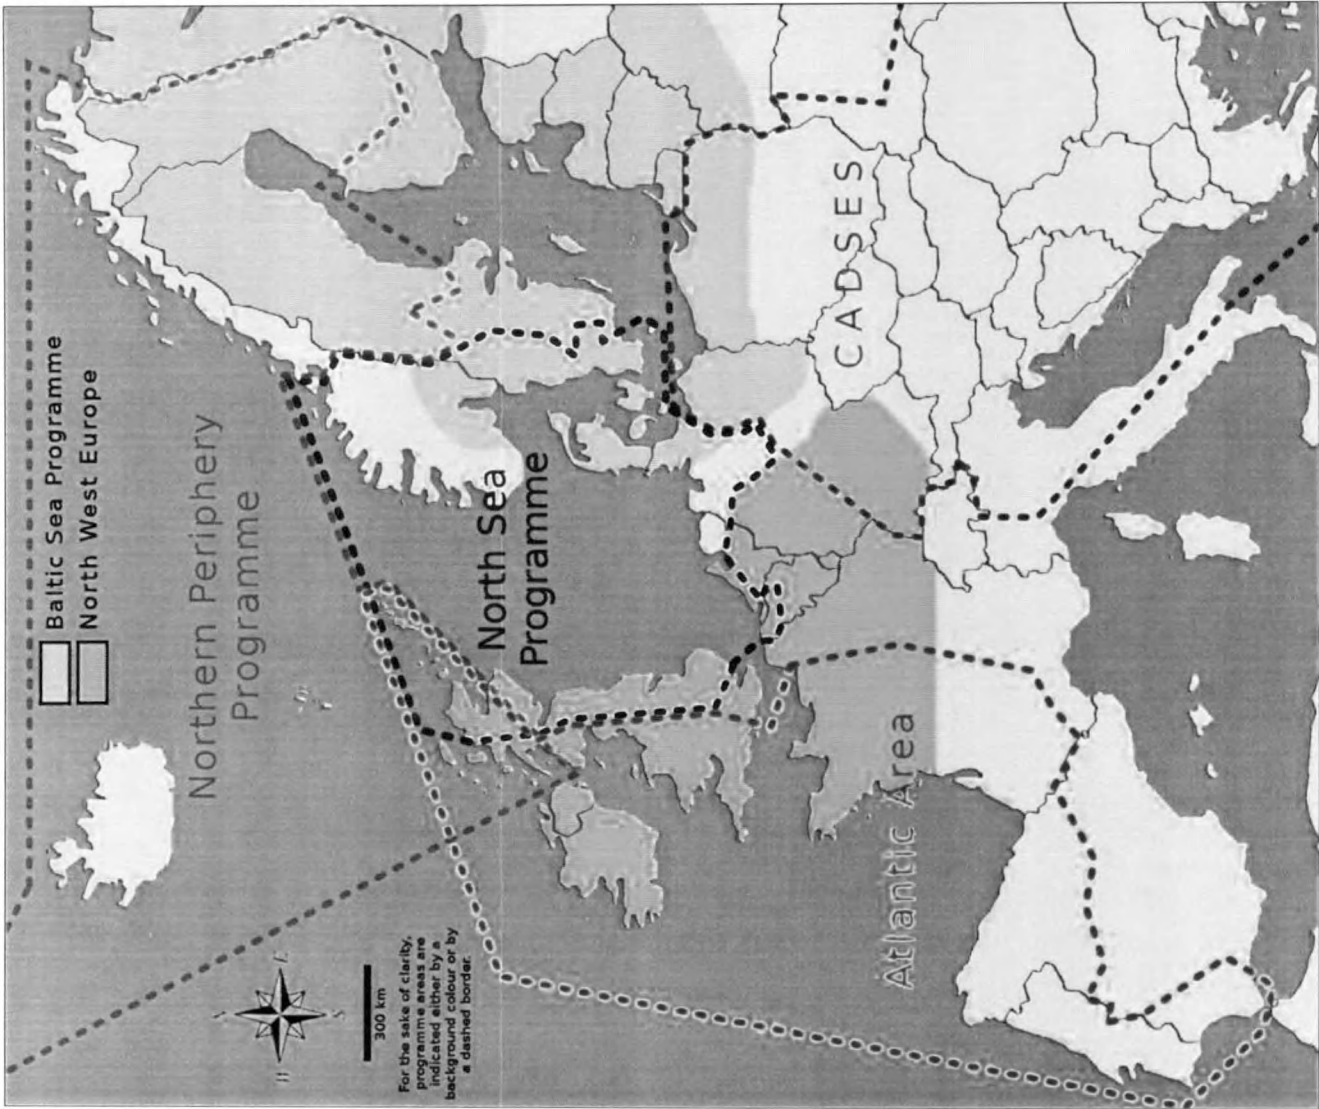 Baltic Sea Programme
North West Europe
Northern Periphery
Programme
North Sea
Programme
CADSES
Atlantic Area
300 km
For the sake of clarity,
programme areas are
indicated either by a
background colour or by
a dashed border.